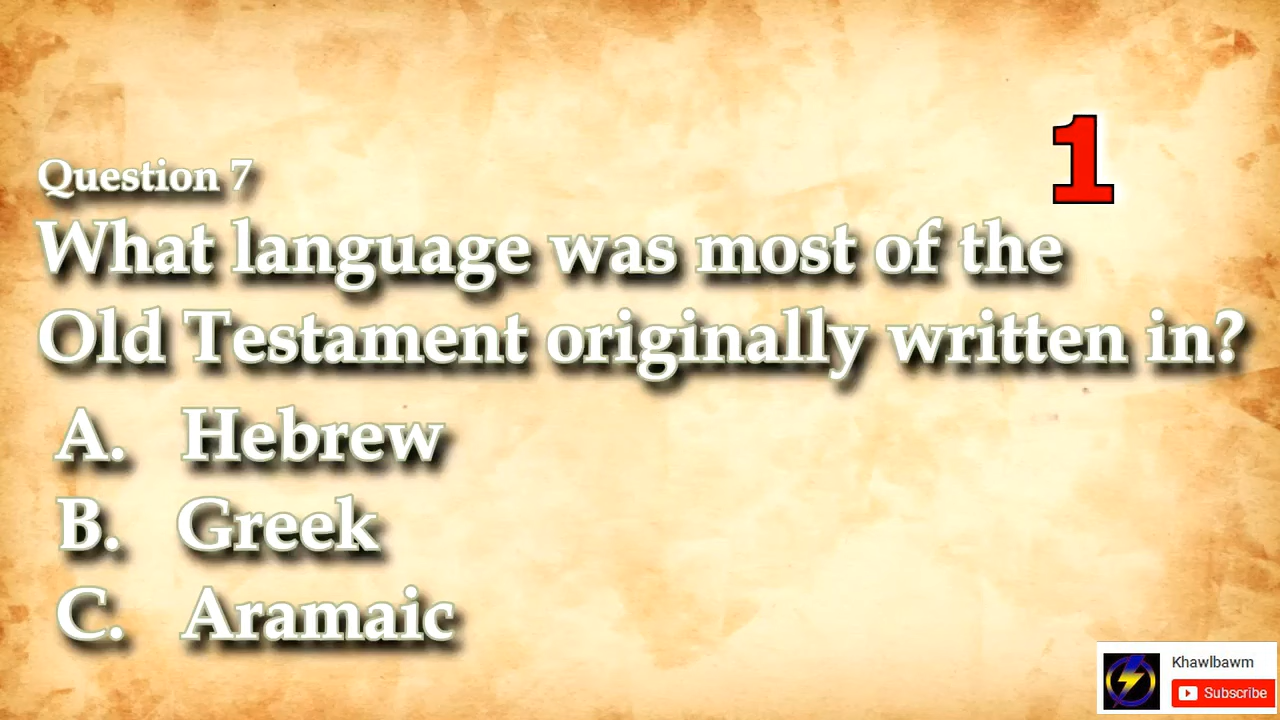 1
Question 7
What language was most of the
Old Testament originally written in?
A. Hebrew
B. Greek
C. Aramaic
Khawlbawm
Subscribe